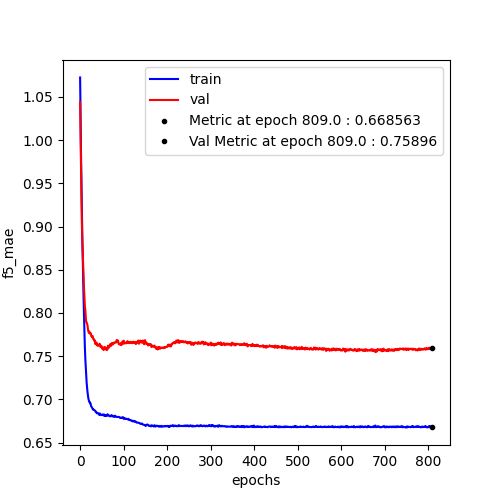 train
val
Metric at epoch 809.0 : 0.668563
Val Metric at epoch 809.0 : 0.75896
1.05
1.00
0.95
0.90
0.85
0.80
0.75
0.70
0.65
f5_mae
0 100 200 300 400 500 600 700 800
epochs